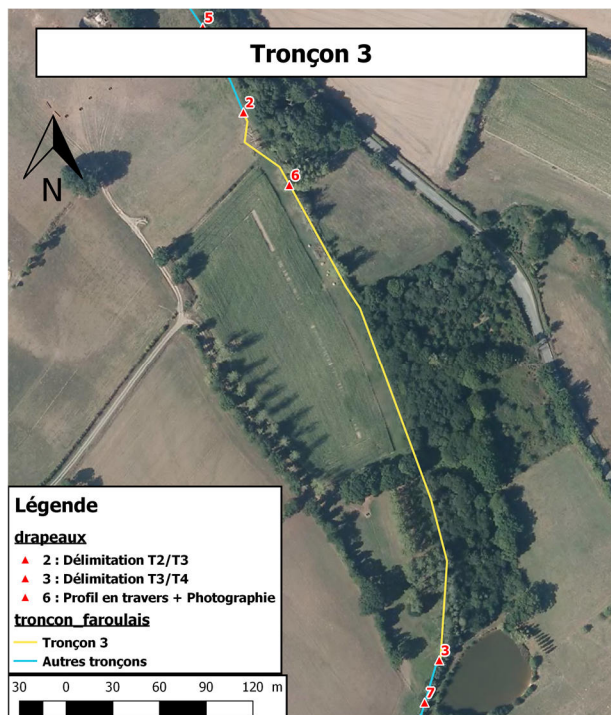 5
Tronçon 3
2
N
6
Légende
drapeaux
2 : Délimitation T2/T3
3 : Délimitation T3/T4
6 : Profil en travers + Photographie
troncon_faroulais
Tronçon 3
Autres tronçons
3
30 0 30 60 90 120 m
7